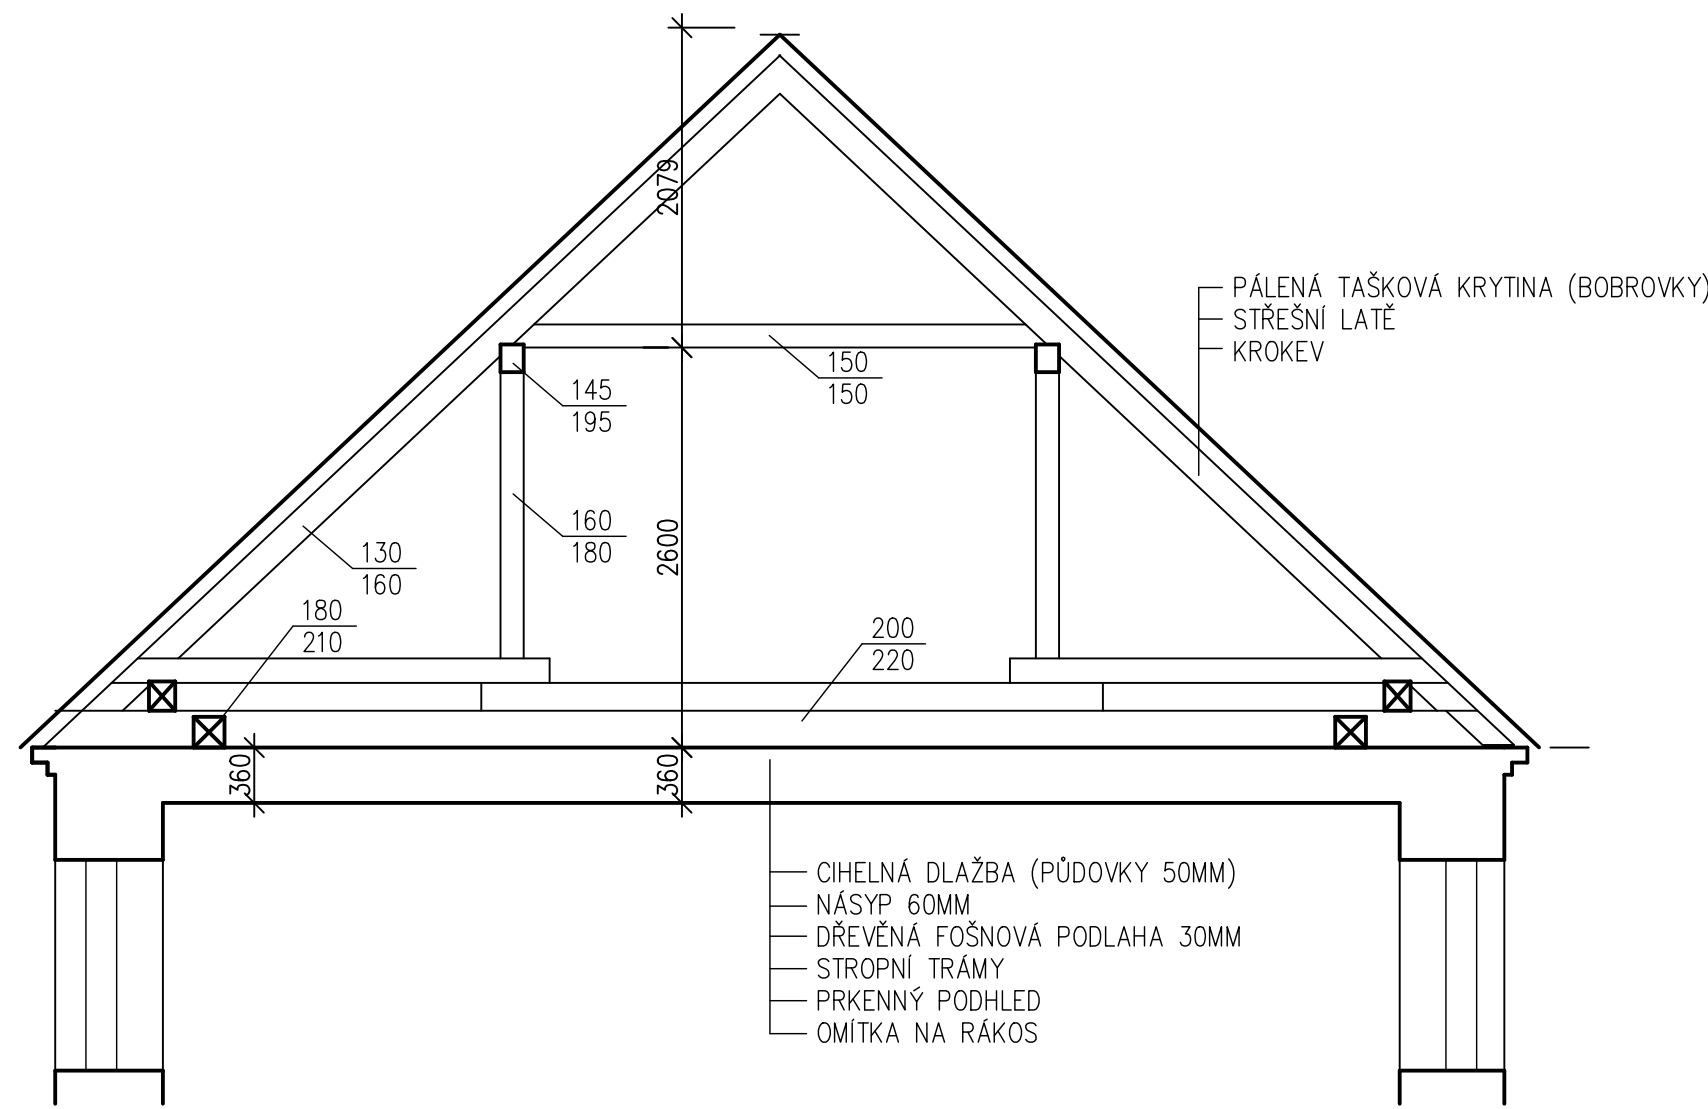 2079
PÁLENÁ TAŠKOVÁ KRYTINA (BOBROVKY)
STŘEŠNÍ LATĚ
KROKEV
150
150
145
195
160
180
2600
130
160
180
210
200
220
360
360
CIHELNÁ DLAŽBA (PŮDOVKY 50MM)
NÁSYP 60MM
DŘEVĚNÁ FOŠNOVÁ PODLAHA 30MM
STROPNÍ TRÁMY
PRKENNÝ PODHLED
OMÍTKA NA RÁKOS